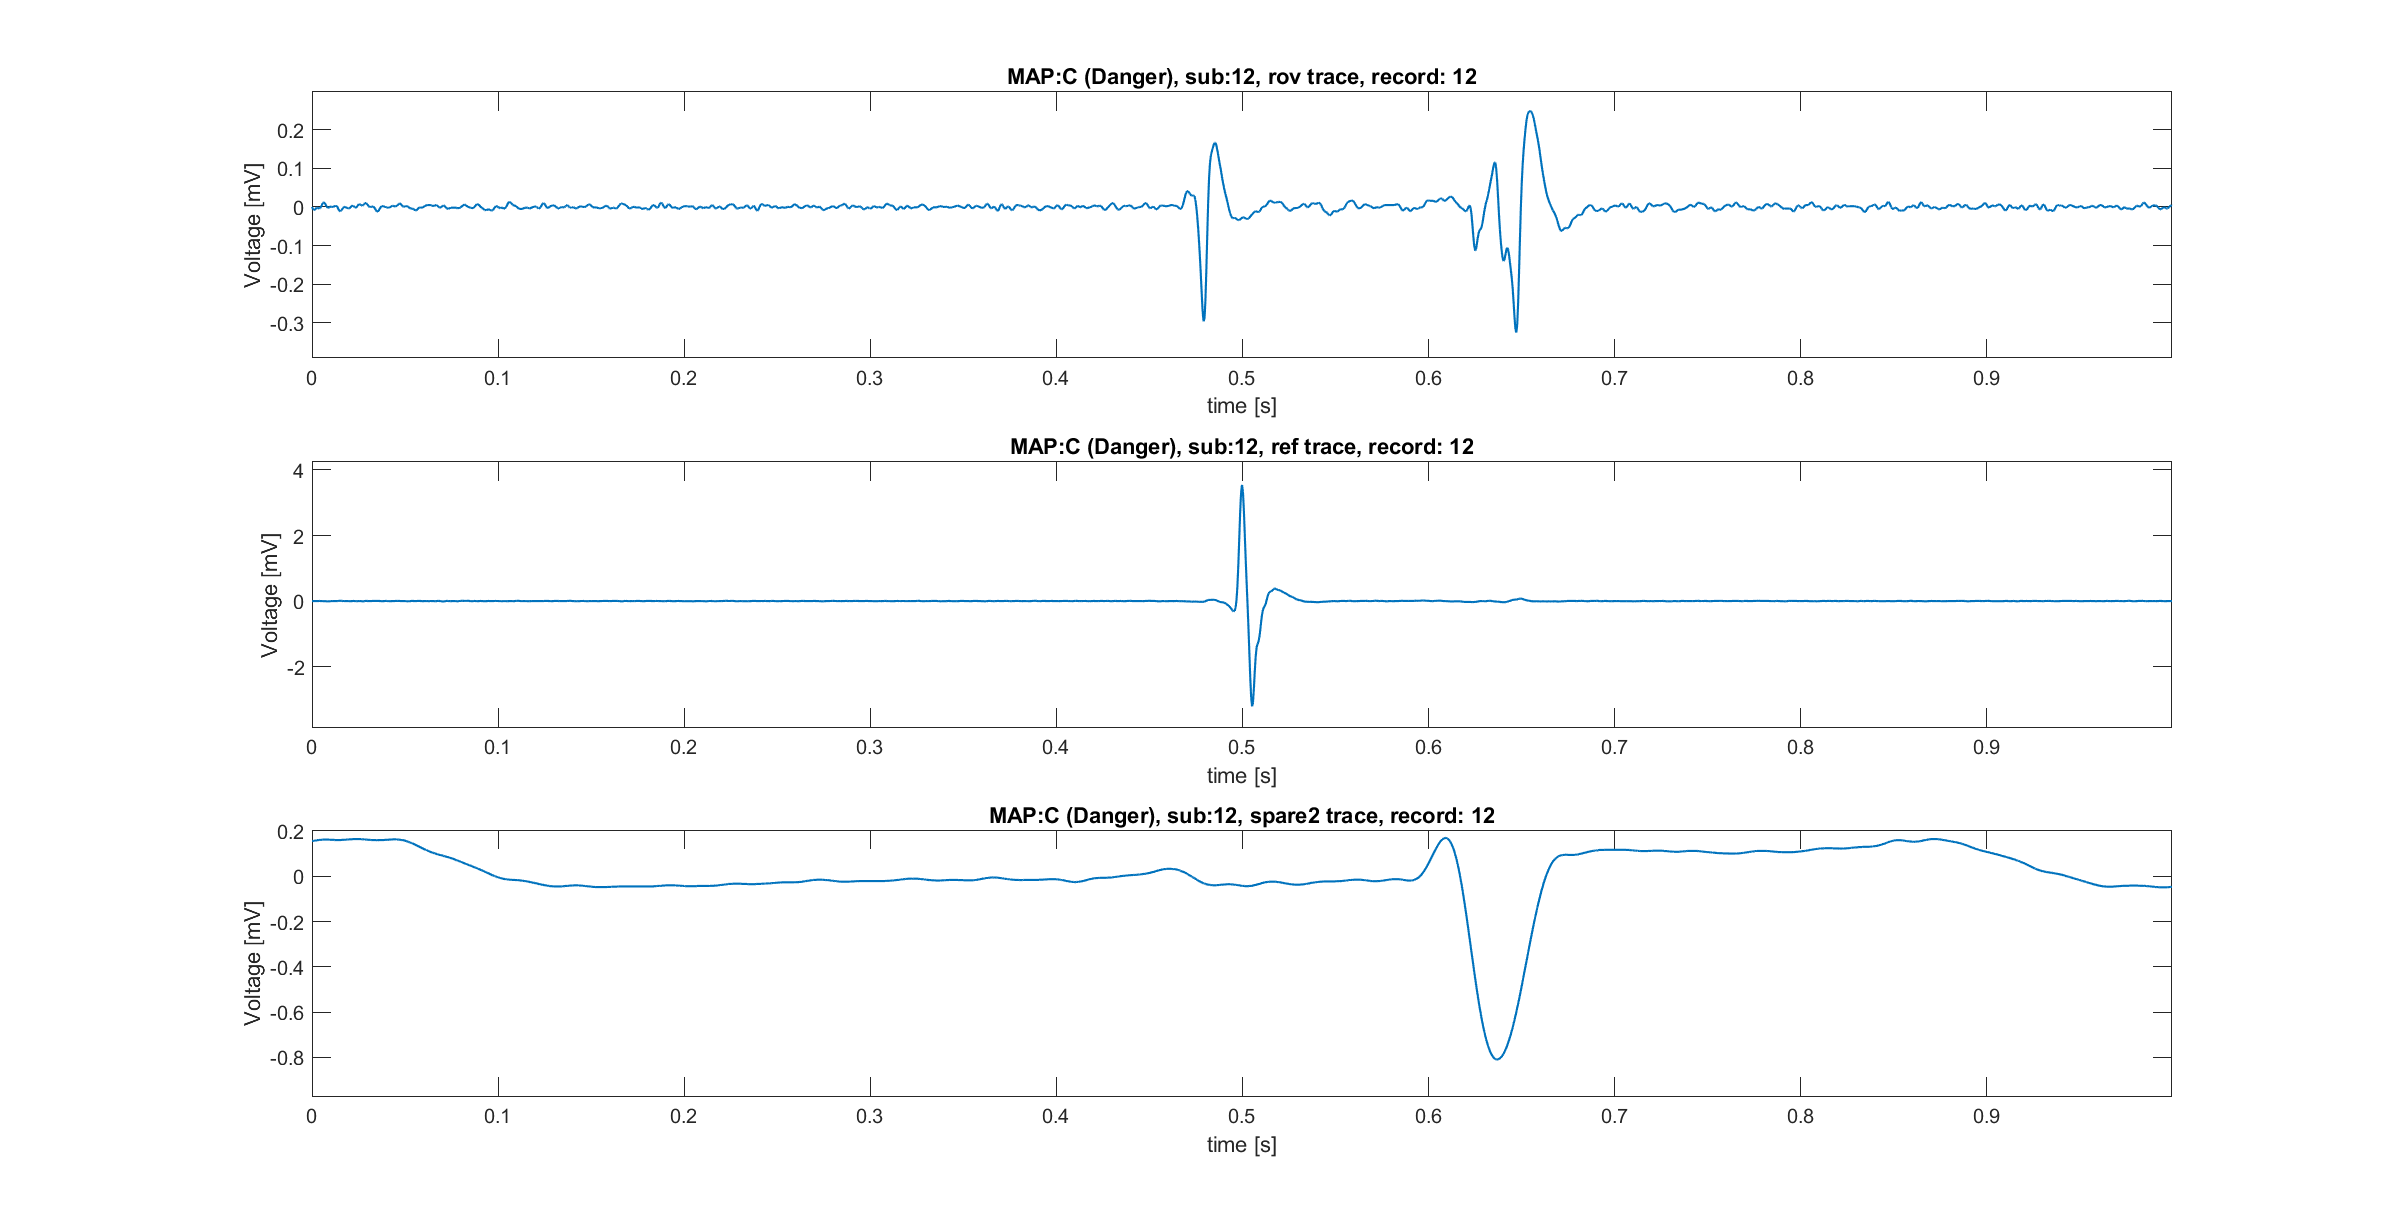 MAP:C (Danger), sub:12, rov trace, record: 12
0.2
0.1
0
-0.1
-0.2
-0.3
Voltage [mV]
0 0.1 0.2 0.3 0.4 0.5 0.6 0.7 0.8 0.9
time [s]
MAP:C (Danger), sub:12, ref trace, record: 12
4
2
0
-2
Voltage [mV]
0 0.1 0.2 0.3 0.4 0.5 0.6 0.7 0.8 0.9
time [s]
MAP:C (Danger), sub:12, spare2 trace, record: 12
0.2
0
-0.2
-0.4
-0.6
-0.8
Voltage [mV]
0 0.1 0.2 0.3 0.4 0.5 0.6 0.7 0.8 0.9
time [s]